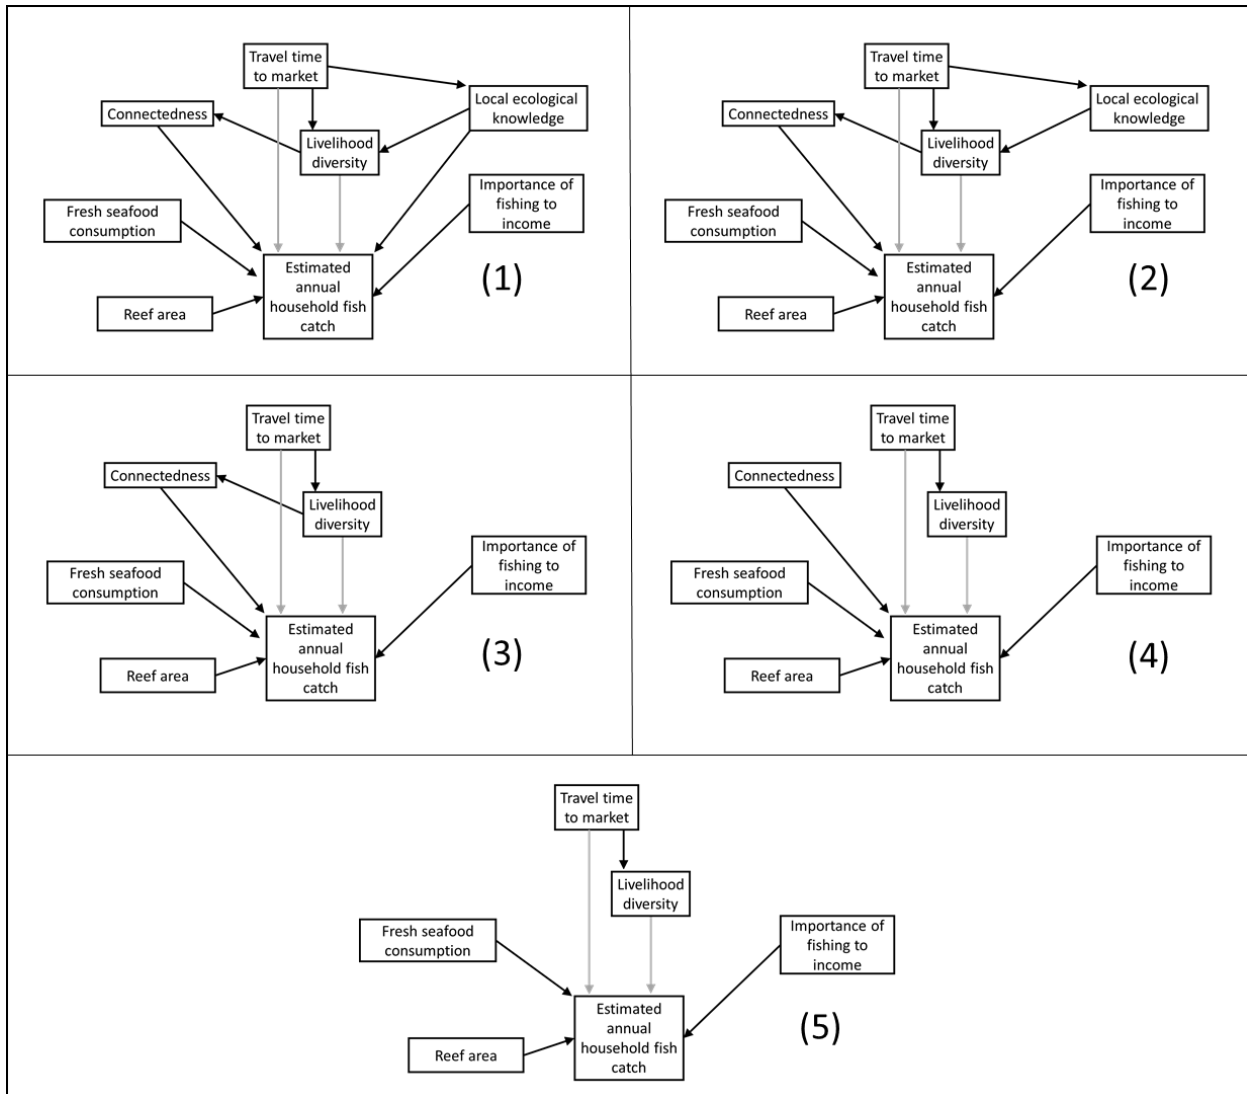 Travel time
to market
Connectedness
Local ecological
knowledge
Livelihood
diversity
Importance of
fishing to
income
Fresh seafood
consumption
Estimated
annual
household fish
catch
Reef area
(1)
Travel time
to market
Connectedness
Local ecological
knowledge
Livelihood
diversity
Importance of
fishing to
income
Fresh seafood
consumption
Estimated
annual
household fish
catch
Reef area
(2)
Travel time
to market
Connectedness
Livelihood
diversity
Importance of
fishing to
income
Fresh seafood
consumption
Estimated
annual
household fish
catch
Reef area
(3)
Travel time
to market
Connectedness
Livelihood
diversity
Importance of
fishing to
income
Fresh seafood
consumption
Estimated
annual
household fish
catch
Reef area
(4)
Travel time
to market
Livelihood
diversity
Fresh seafood
consumption
Importance of
fishing to
income
Estimated
annual
household fish
catch
Reef area
(5)